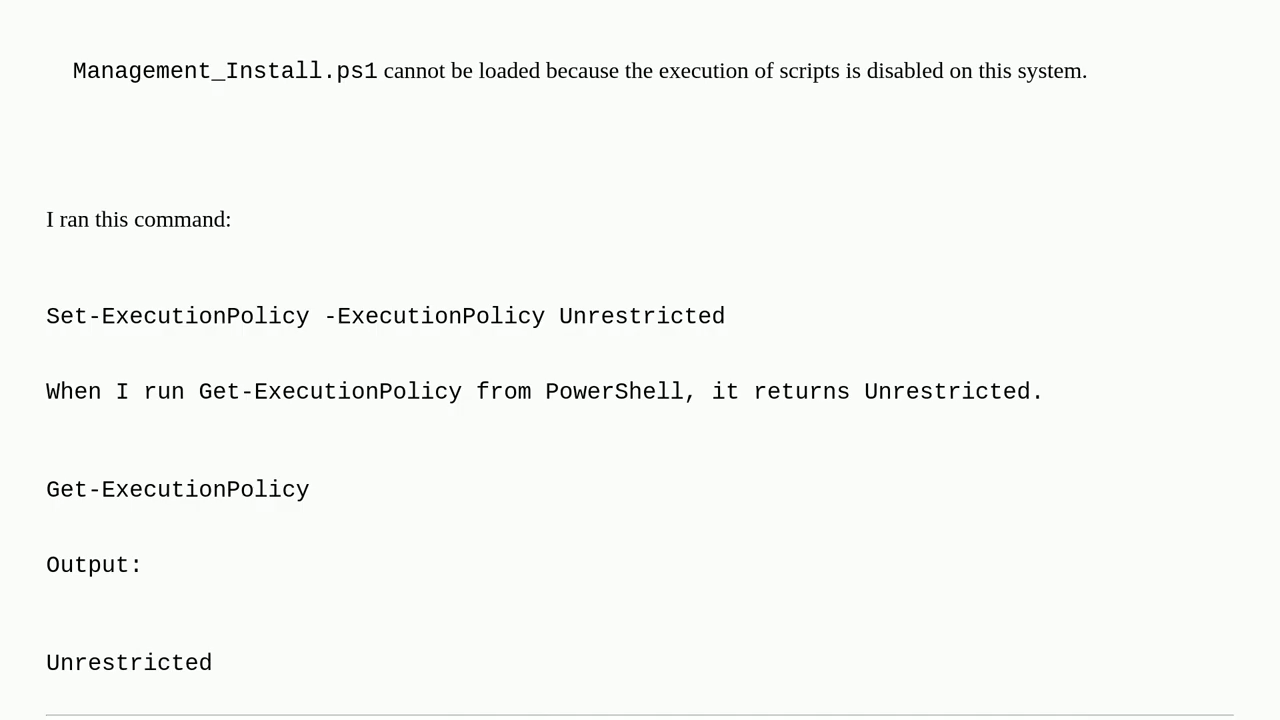 Management_Install.ps1 cannot be loaded because the execution of scripts is disabled on this system.
I ran this command:
Set-ExecutionPolicy -ExecutionPolicy Unrestricted
When I run Get-ExecutionPolicy from PowerShell, it returns Unrestricted.
Get-ExecutionPolicy
Output:
Unrestricted